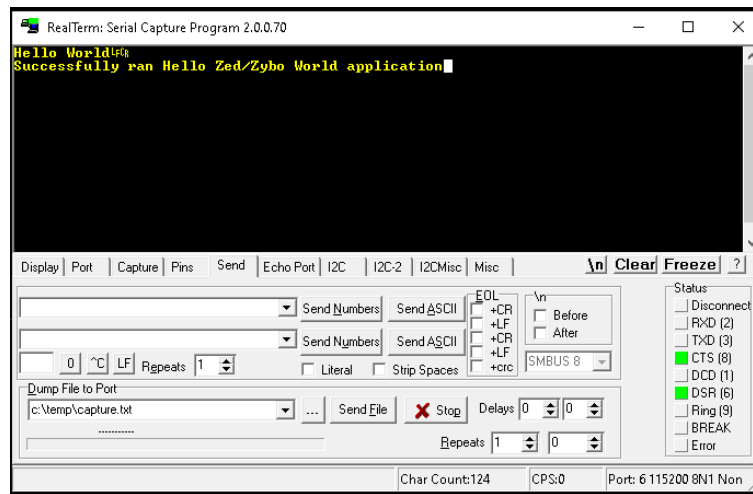 RealTerm: Serial Capture Program 2.0.0.70
Hello World␊␍
Successfully ran Hello Zed/Zybo World application
Display Port Capture Pins Send Echo Port I2C I2C-2 I2CMisc Misc \n Clear Freeze ?
EOL
\n
Status
Send Numbers Send ASCII +CR Before Disconnect
+LF After RXD (2)
Send Numbers Send ASCII +CR TXD (3)
+LF
0 ^C LF Repeats 1 Literal Strip Spaces +crc SMBUS 8 CTS (8)
DCD (1)
Dump File to Port DSR (6)
c:\temp\capture.txt ... Send File Stop Delays 0 0 Ring (9)
----------- BREAK
Repeats 1 0 Error
Char Count:124 CPS:0 Port: 6 115200 8N1 Non